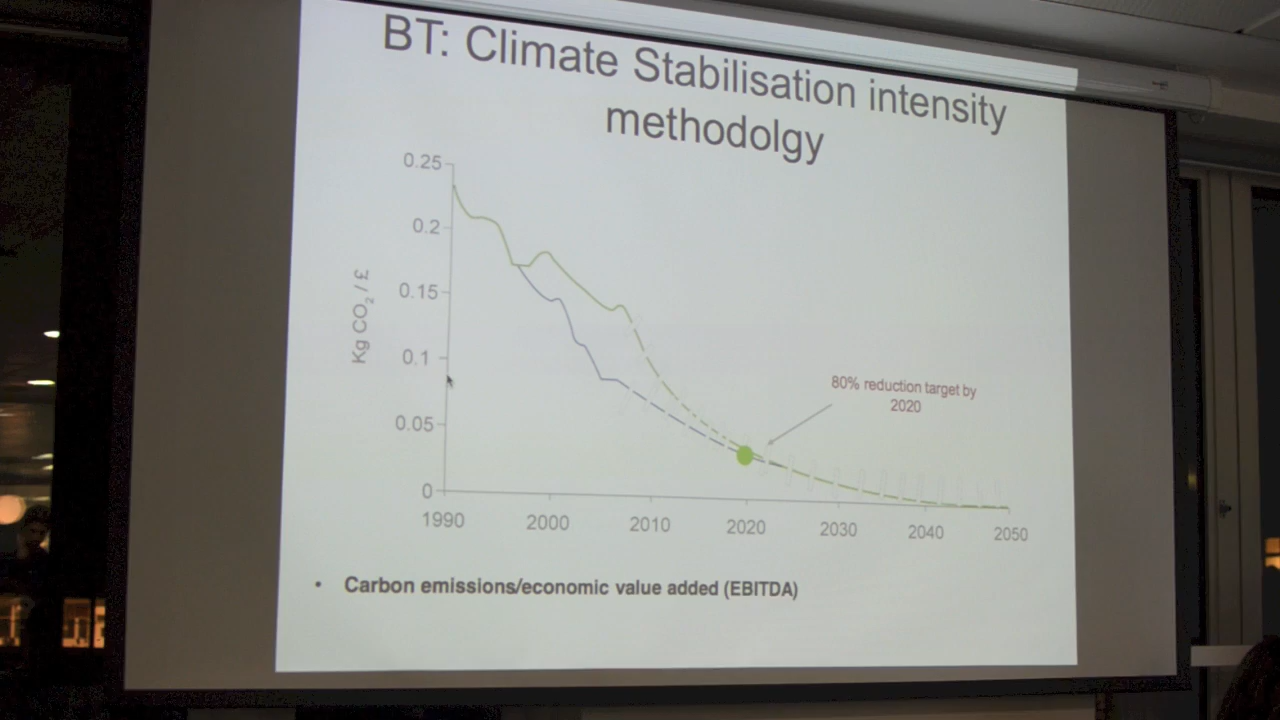 BT: Climate Stabilisation intensity
methodolgy
0.25
0.2
0.15
0.1
0.05
0
Kg CO₂ / £
80% reduction target by
2020
1990 2000 2010 2020 2030 2040 2050
• Carbon emissions/economic value added (EBITDA)